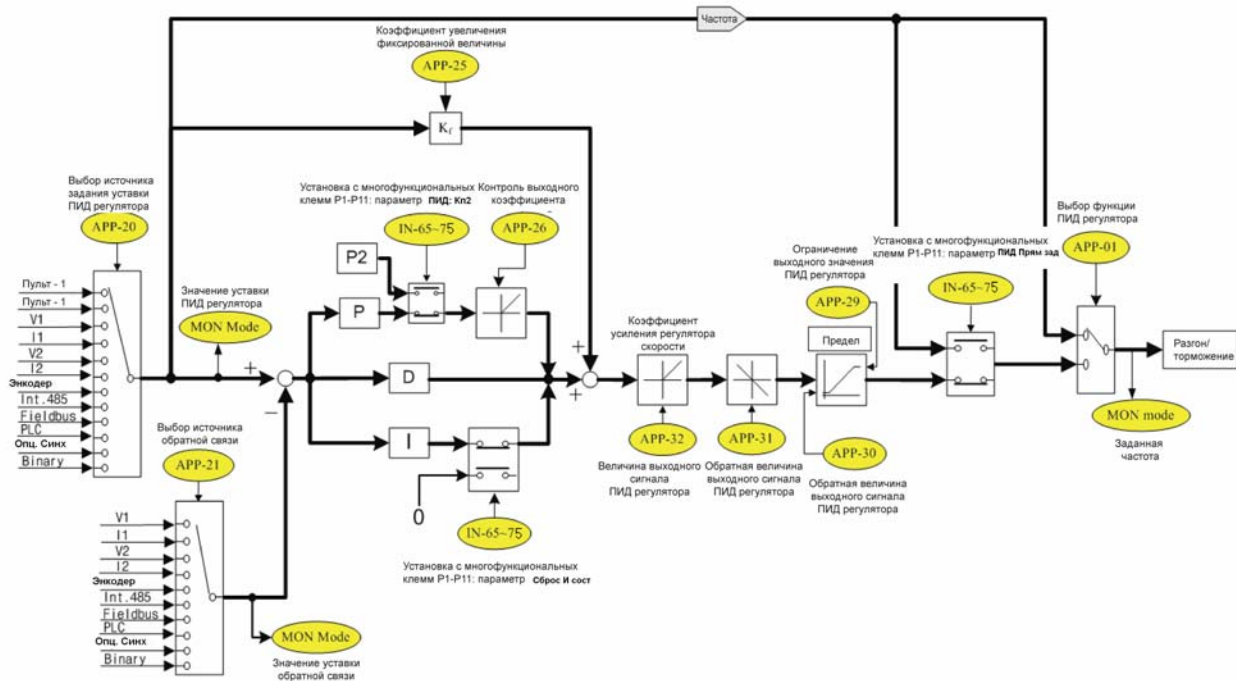 Частота
Коэффициент увеличения
фиксированной величины
APP-25
Kf
Выбор источника
задания уставки
ПИД регулятора
APP-20
Пульт - 1
Пульт - 1
V1
I1
V2
I2
Энкодер
Int.485
Fieldbus
PLC
Опц. Синх
Binary
Значение уставки
ПИД регулятора
MON Mode
+
−
Установка с многофункциональных
клемм P1-P11: параметр ПИД: Кп2
IN-65~75
Контроль выходного
коэффициента
APP-26
P2
P
D
I
0
IN-65~75
Установка с многофункциональных
клемм P1-P11: параметр Сброс И сост
+
+
Коэффициент
усиления регулятора
скорости
APP-32
Величина выходного
сигнала
ПИД регулятора
APP-31
Обратная величина
выходного сигнала
ПИД регулятора
Ограничение
выходного значения
ПИД регулятора
APP-29
Предел
APP-30
Обратная величина
выходного сигнала
ПИД регулятора
Установка с многофункциональных
клемм P1-P11: параметр ПИД Прям зад
IN-65~75
Выбор функции
ПИД регулятора
APP-01
Разгон/
торможение
MON mode
Заданная
частота
Выбор источника
обратной связи
APP-21
V1
I1
V2
I2
Энкодер
Int.485
Fieldbus
PLC
Опц. Синх
Binary
MON Mode
Значение уставки
обратной связи